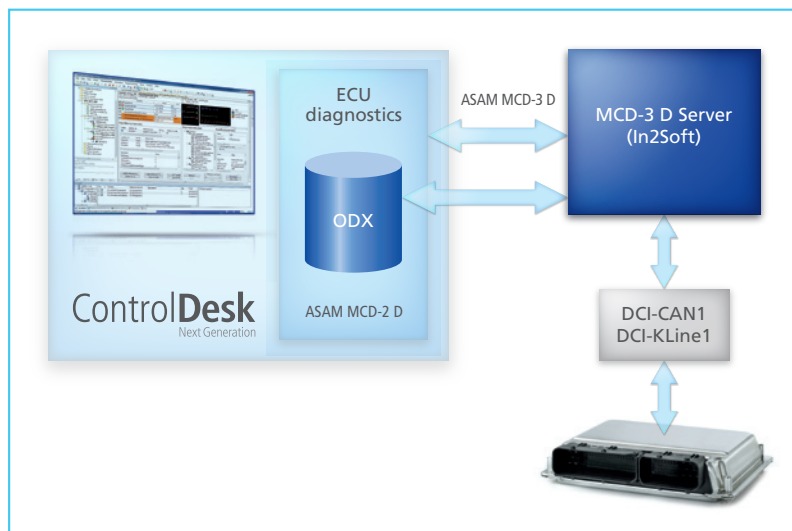 ECU
diagnostics
ODX
ASAM MCD-2 D
ControlDesk
Next Generation
ASAM MCD-3 D
MCD-3 D Server
(In2Soft)
DCI-CAN1
DCI-KLine1